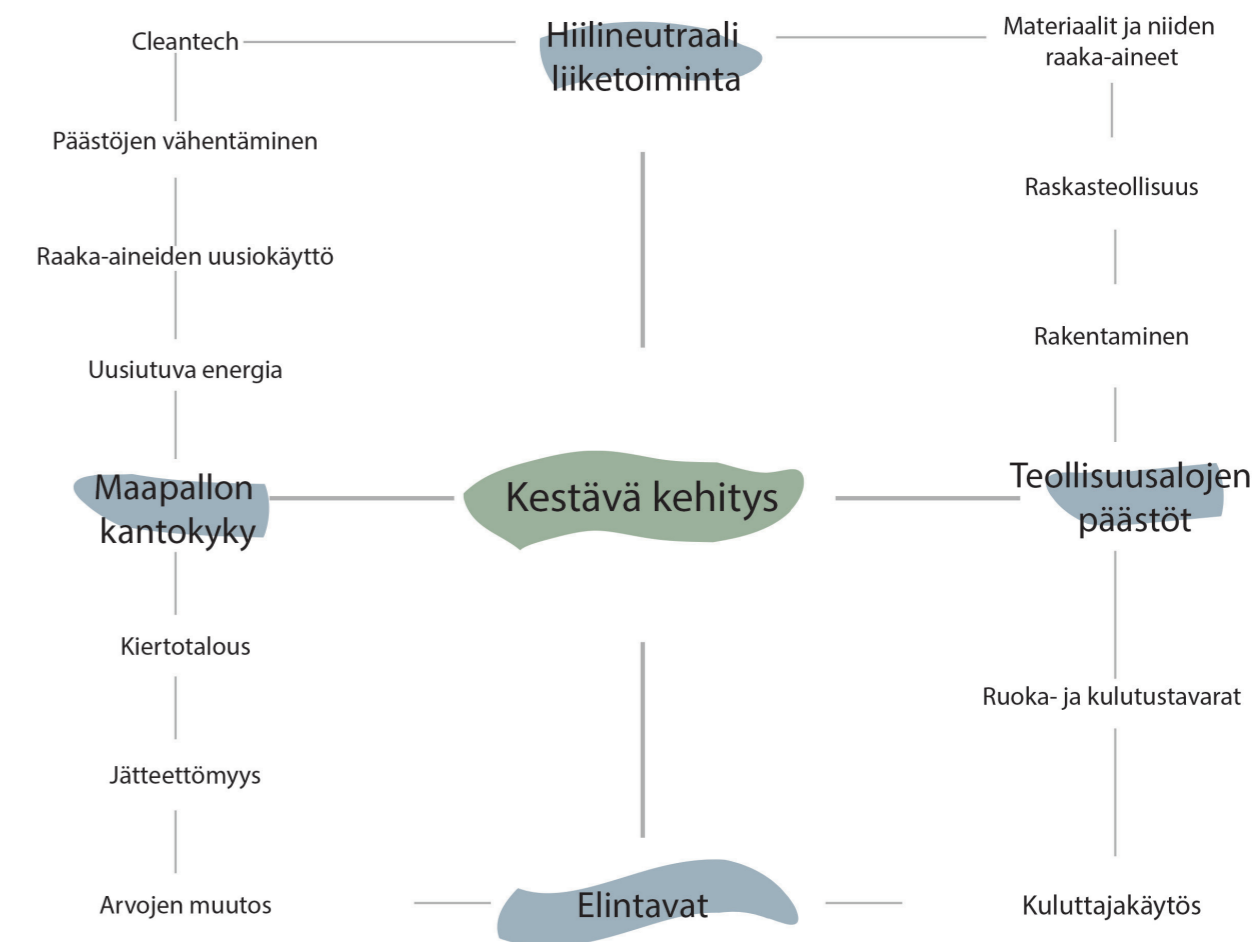 Cleantech
Hiilineutraali
liiketoiminta
Materiaalit ja niiden
raaka-aineet
Päästöjen vähentäminen
Raskasteollisuus
Raaka-aineiden uusiokäyttö
Rakentaminen
Uusiutuva energia
Maapallon
kantokyky
Kestävä kehitys
Teollisuusalojen
päästöt
Kiertotalous
Ruoka- ja kulutustavarat
Jätteettömyys
Arvojen muutos
Elintavat
Kuluttajakäytös